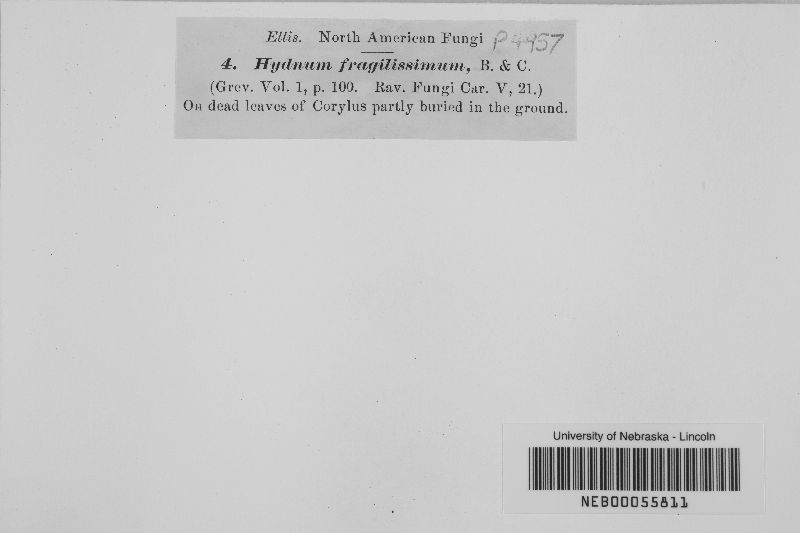 Ellis. North American Fungi P4957
4. Hydnum fragilissimum, B. & C.
(Grev. Vol. 1, p. 100. Rav. Fungi Car. V, 21.)
On dead leaves of Corylus partly buried in the ground.
University of Nebraska - Lincoln
NEB00055811